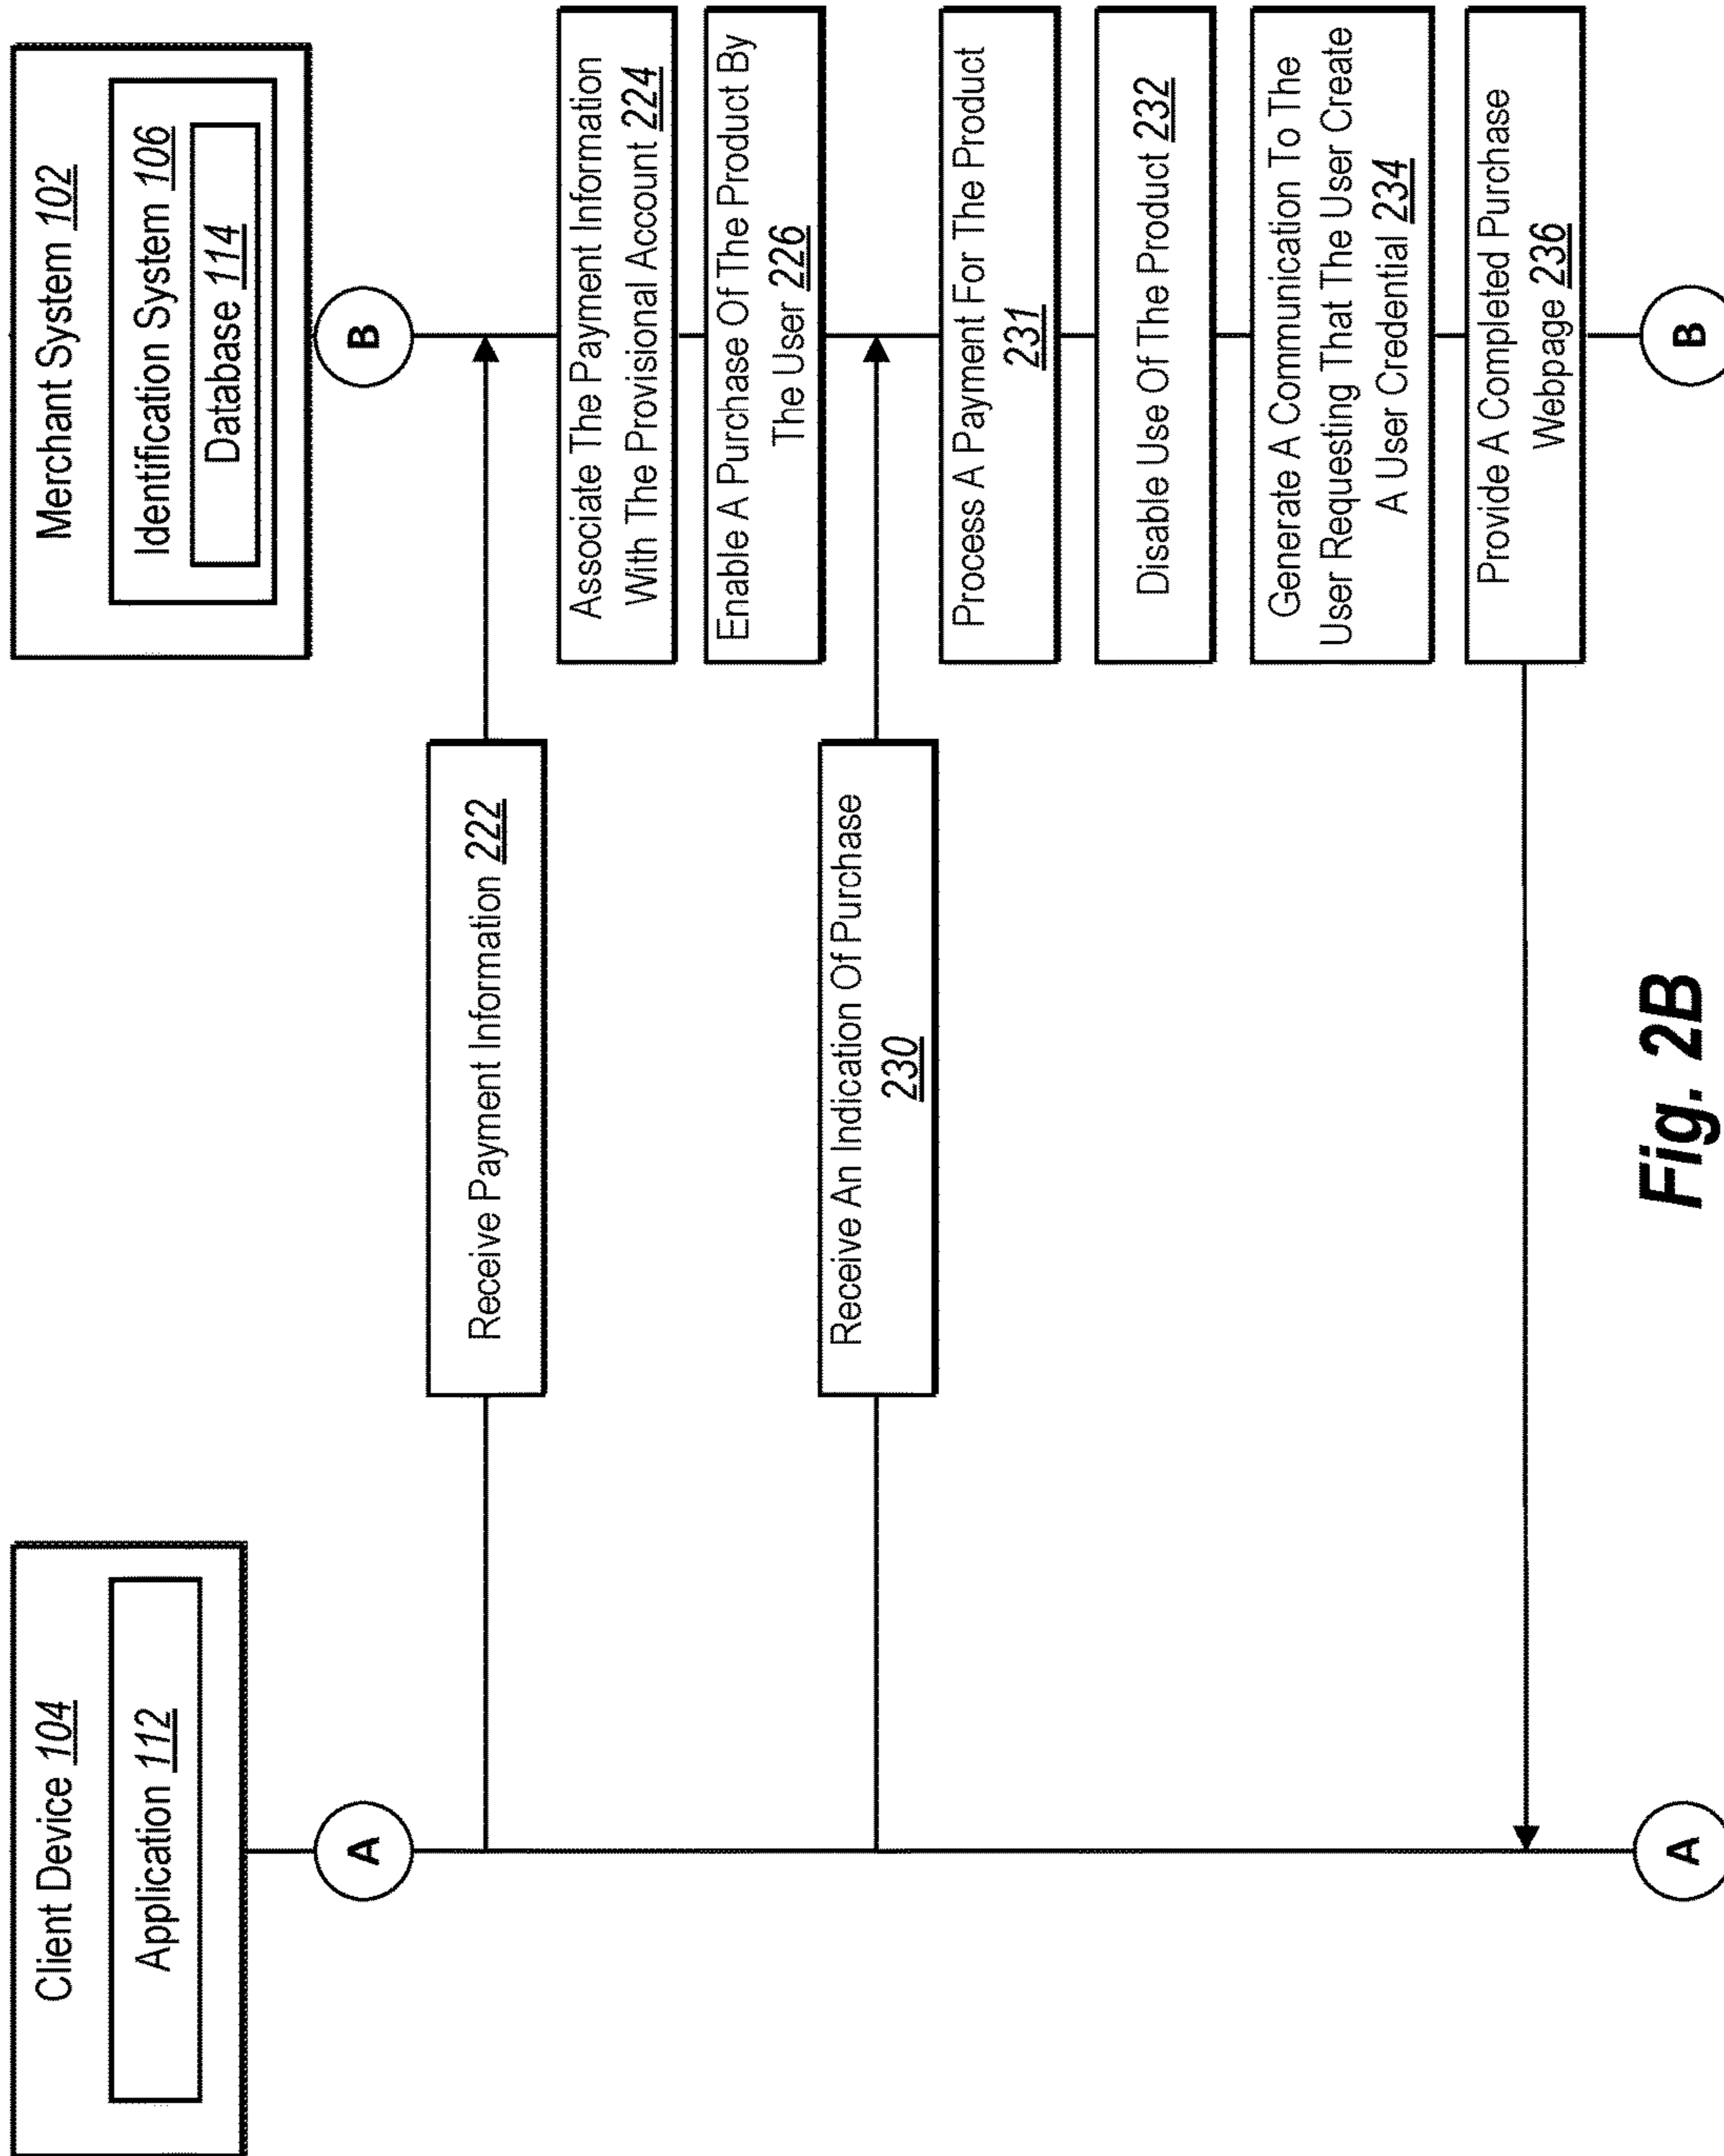 Client Device 104
Application 112
Merchant System 102
Identification System 106
Database 114
A
B
Receive Payment Information 222
Associate The Payment Information
With The Provisional Account 224
Enable A Purchase Of The Product By
The User 226
Receive An Indication Of Purchase
230
Process A Payment For The Product
231
Disable Use Of The Product 232
Generate A Communication To The
User Requesting That The User Create
A User Credential 234
Provide A Completed Purchase
Webpage 236
A
B
Fig. 2B